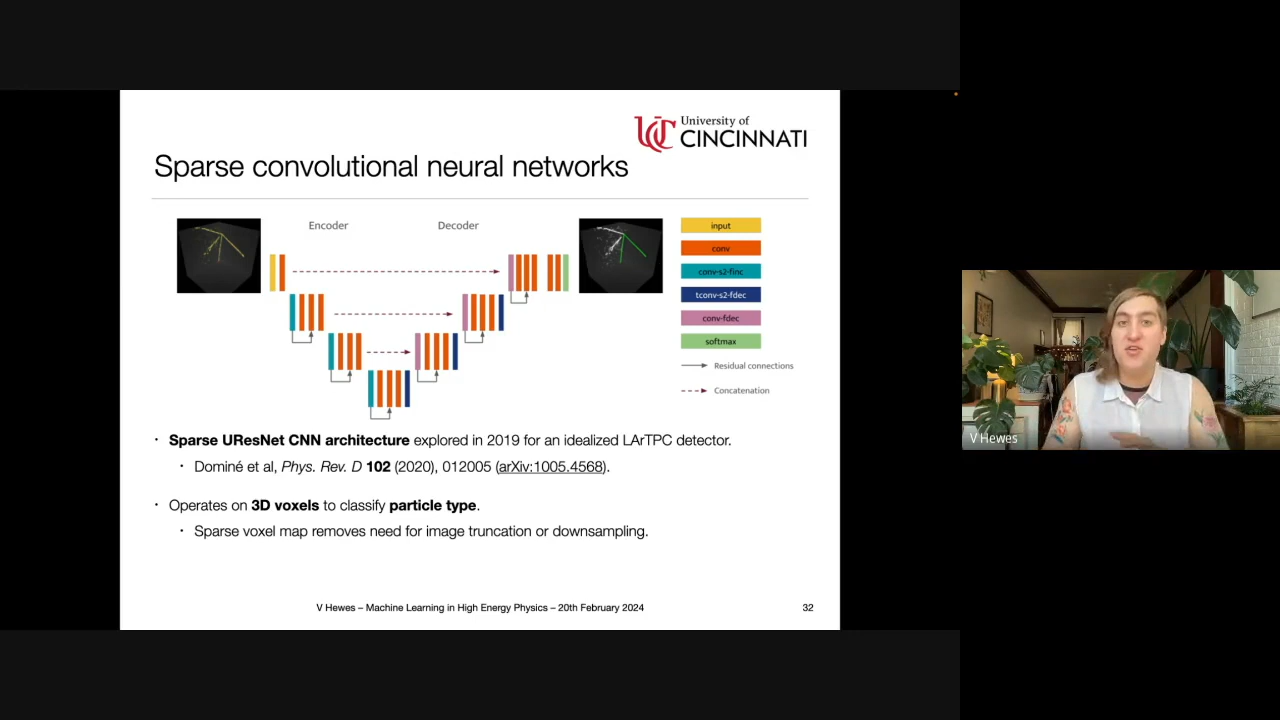 University of
CINCINNATI
Sparse convolutional neural networks
Encoder
Decoder
input
conv
conv-s2-finc
tconv-s2-fdec
conv-fdec
softmax
Residual connections
Concatenation
• Sparse UResNet CNN architecture explored in 2019 for an idealized LArTPC detector.
• Dominé et al, Phys. Rev. D 102 (2020), 012005 (arXiv:1005.4568).
• Operates on 3D voxels to classify particle type.
• Sparse voxel map removes need for image truncation or downsampling.
V Hewes – Machine Learning in High Energy Physics – 20th February 2024
32
V Hewes